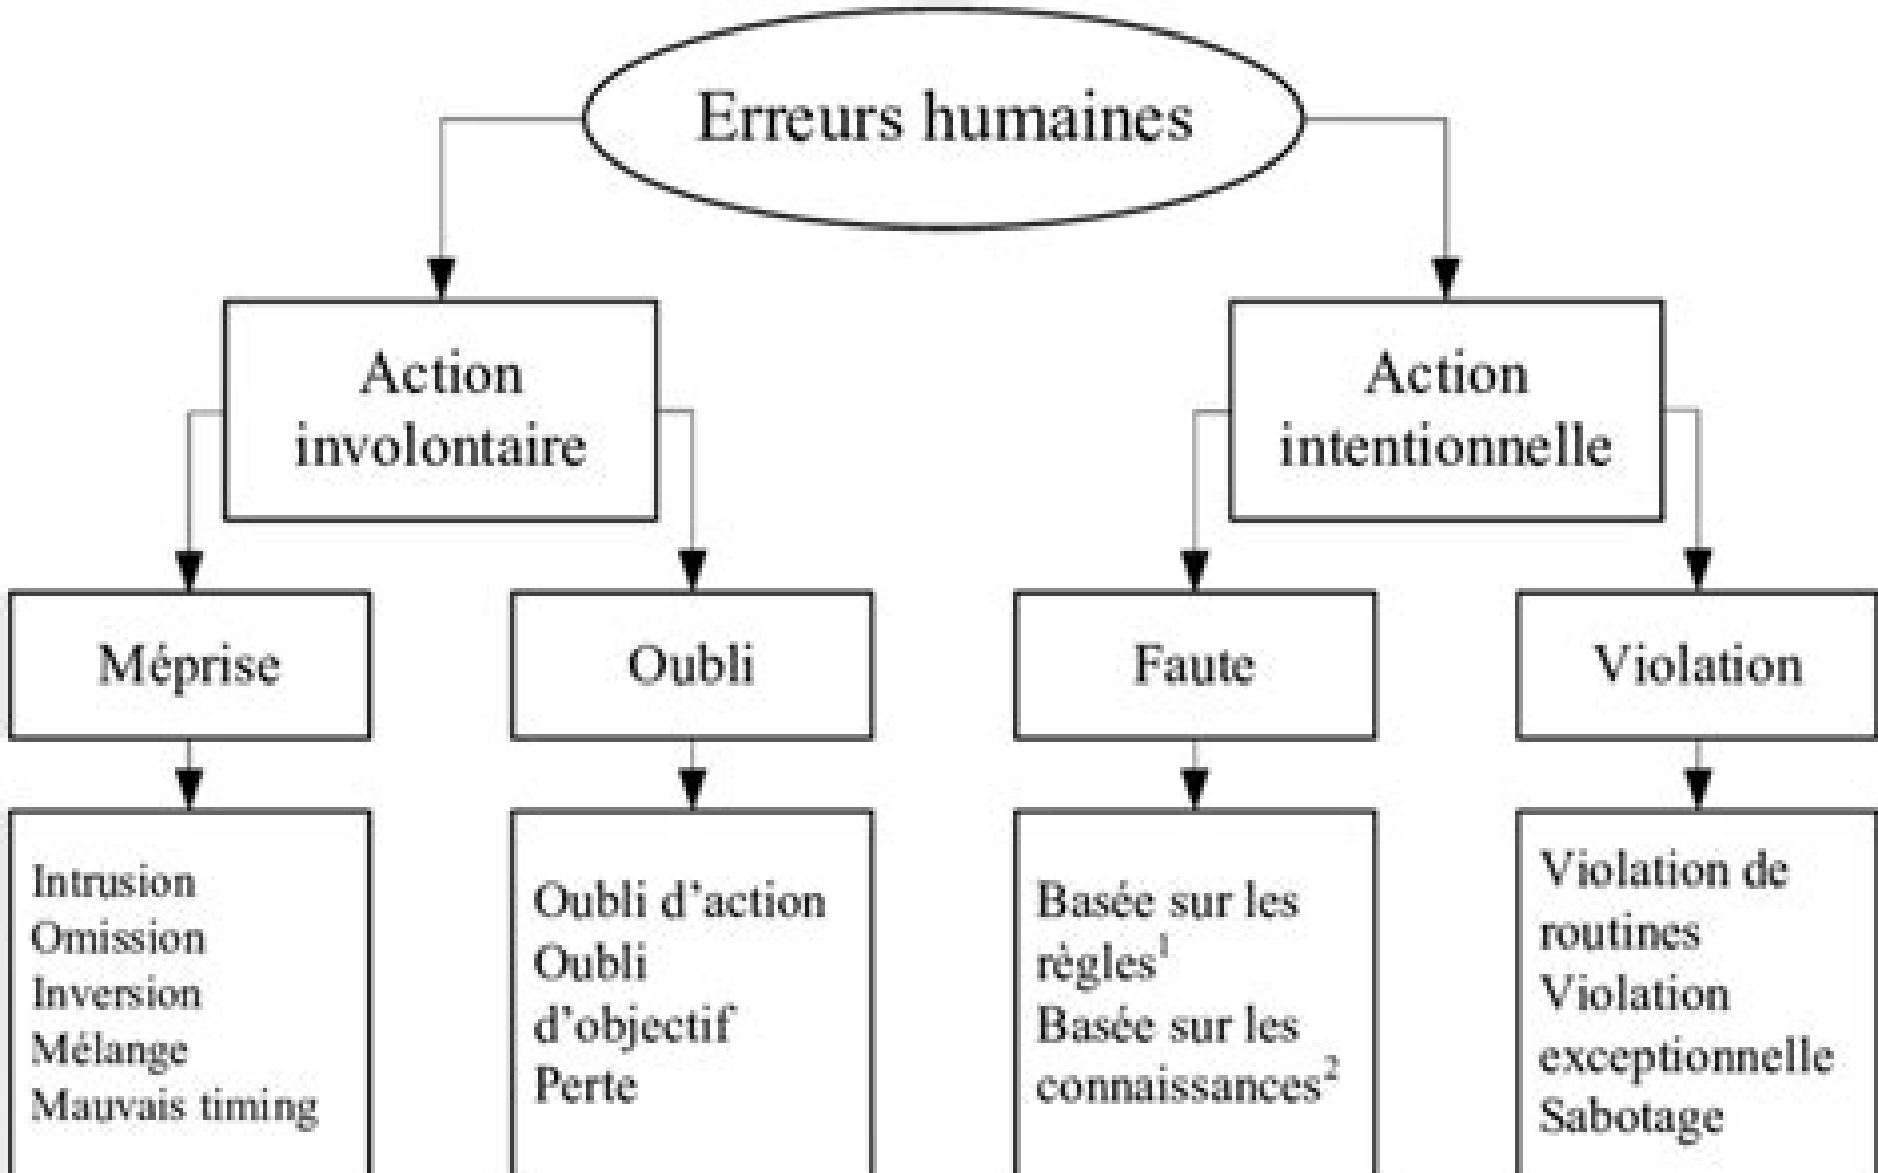 Erreurs humaines
Action
involontaire
Action
intentionnelle
Méprise
Oubli
Faute
Violation
Intrusion
Omission
Inversion
Mélange
Mauvais timing
Oubli d'action
Oubli
d'objectif
Perte
Basée sur les
règles¹
Basée sur les
connaissances²
Violation de
routines
Violation
exceptionnelle
Sabotage